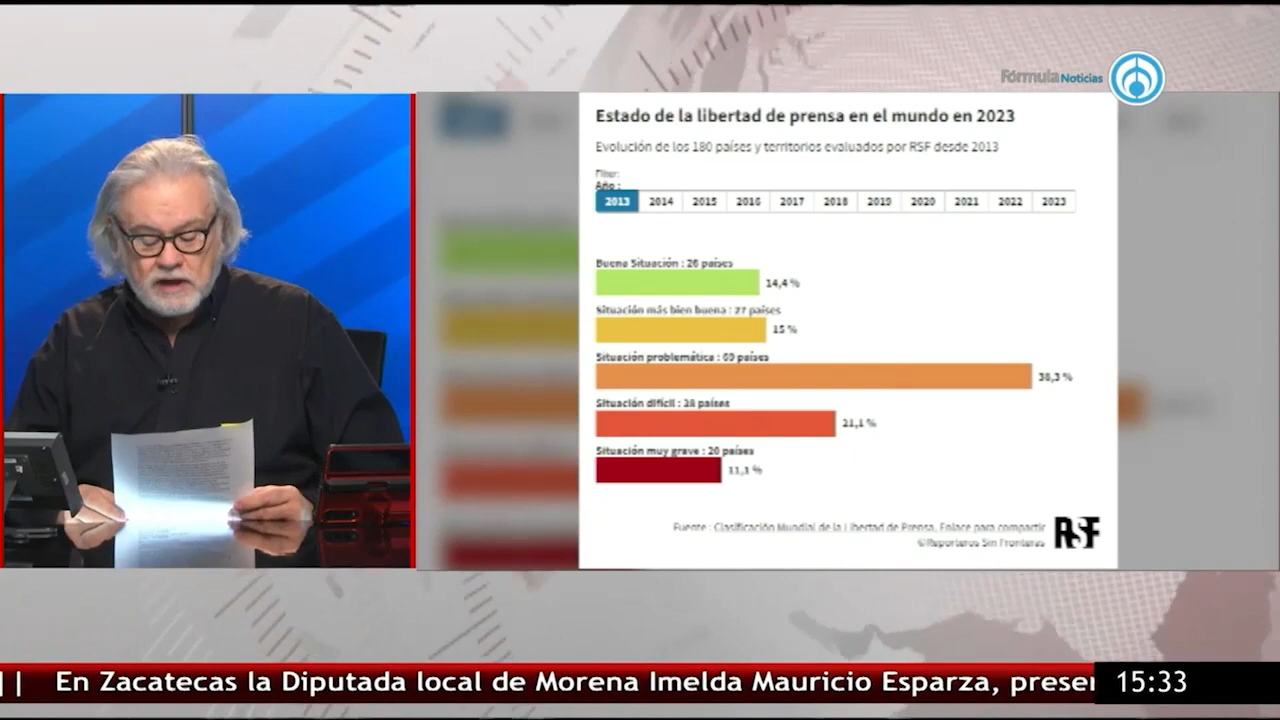 Fórmula Noticias
Estado de la libertad de prensa en el mundo en 2023
Evolución de los 180 países y territorios evaluados por RSF desde 2013
Filter:
Año :
2013 2014 2015 2016 2017 2018 2019 2020 2021 2022 2023
Buena Situación : 26 países
14,4 %
Situación más bien buena : 27 países
15 %
Situación problemática : 69 países
38,3 %
Situación difícil : 38 países
21,1 %
Situación muy grave : 20 países
11,1 %
Fuente : Clasificación Mundial de la Libertad de Prensa, Enlace para compartir
©Reporteros Sin Fronteras
RSF
|| En Zacatecas la Diputada local de Morena Imelda Mauricio Esparza, presen
15:33